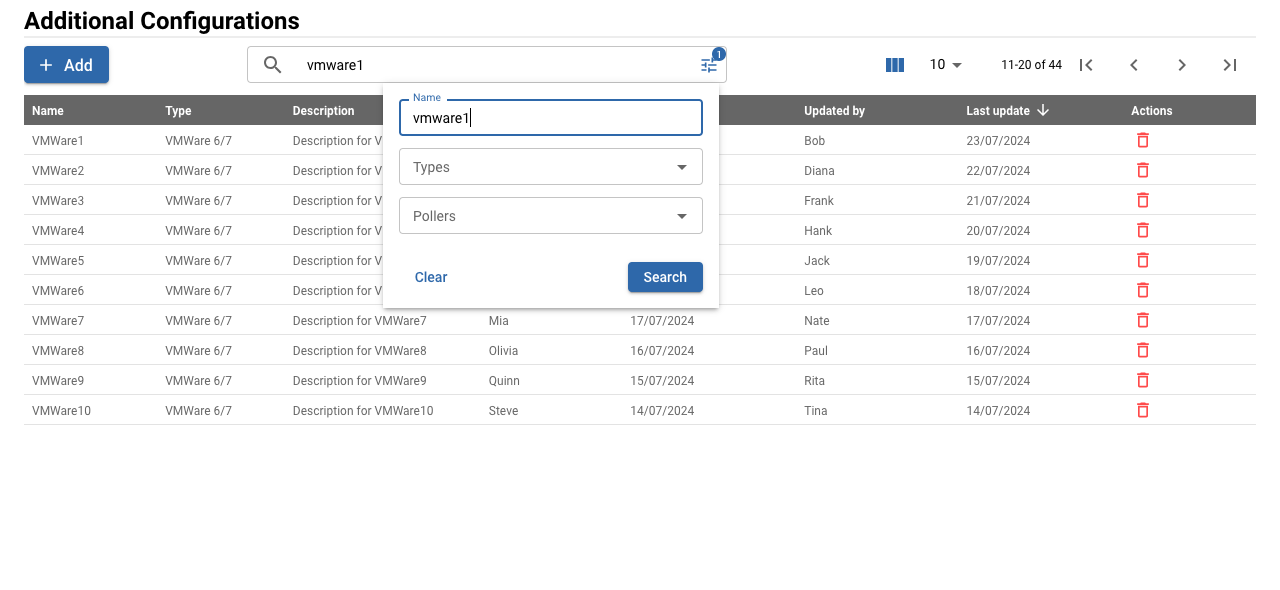 Additional Configurations
Add
vmware1
1
10
11-20 of 44
Name Type Description Updated by Last update Actions
Name
vmware1
Types
Pollers
Clear
Search
VMWare1 VMWare 6/7 Description for V Bob 23/07/2024
VMWare2 VMWare 6/7 Description for V Diana 22/07/2024
VMWare3 VMWare 6/7 Description for V Frank 21/07/2024
VMWare4 VMWare 6/7 Description for V Hank 20/07/2024
VMWare5 VMWare 6/7 Description for V Jack 19/07/2024
VMWare6 VMWare 6/7 Description for V Leo 18/07/2024
VMWare7 VMWare 6/7 Description for VMWare7 Mia 17/07/2024 Nate 17/07/2024
VMWare8 VMWare 6/7 Description for VMWare8 Olivia 16/07/2024 Paul 16/07/2024
VMWare9 VMWare 6/7 Description for VMWare9 Quinn 15/07/2024 Rita 15/07/2024
VMWare10 VMWare 6/7 Description for VMWare10 Steve 14/07/2024 Tina 14/07/2024